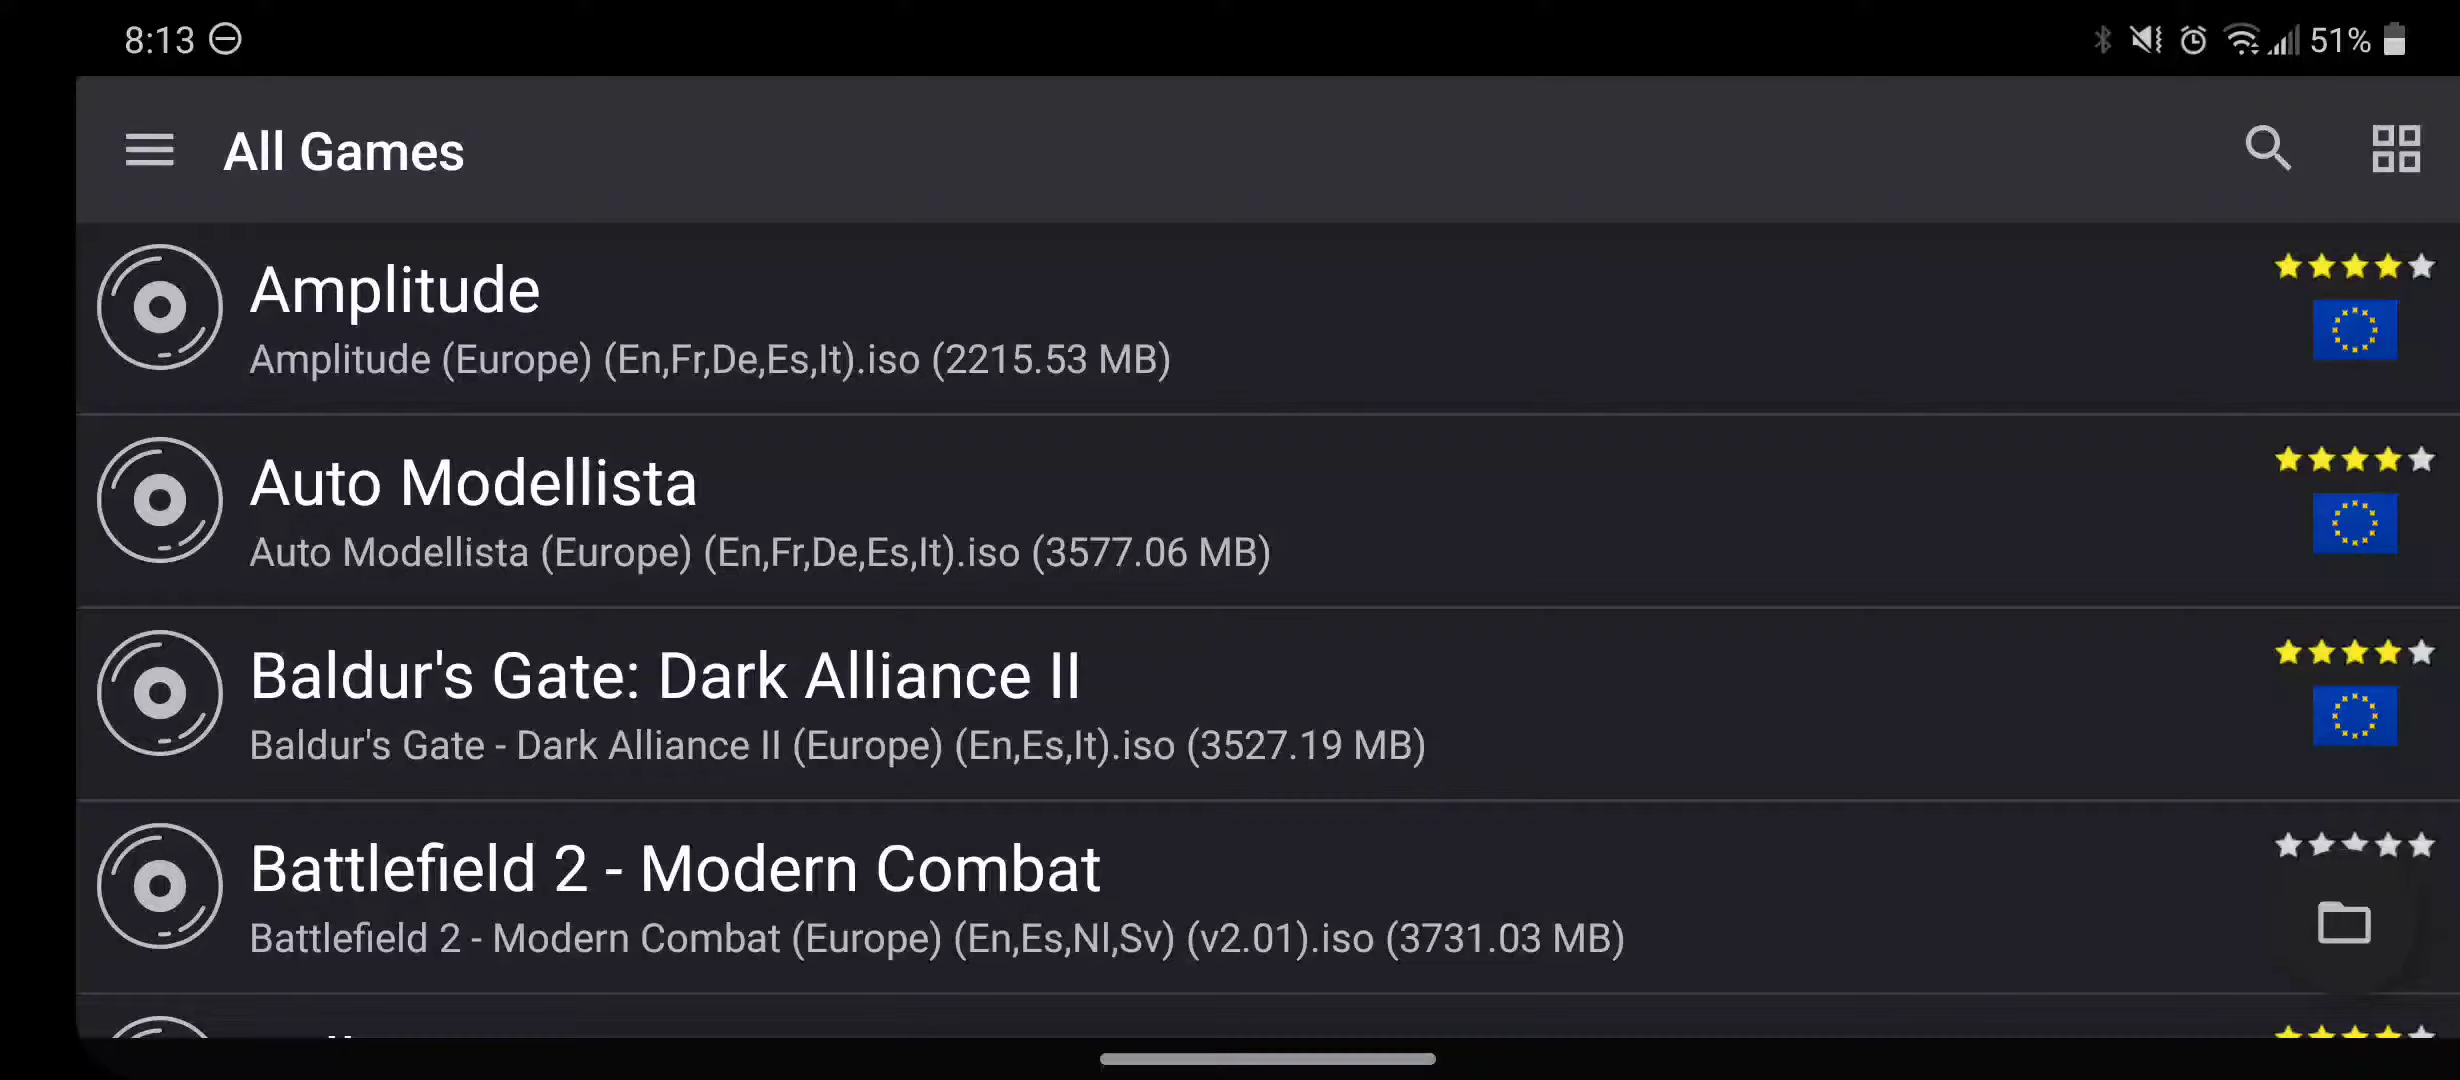 8:13
51%
All Games
Amplitude
Amplitude (Europe) (En,Fr,De,Es,It).iso (2215.53 MB)
Auto Modellista
Auto Modellista (Europe) (En,Fr,De,Es,It).iso (3577.06 MB)
Baldur's Gate: Dark Alliance II
Baldur's Gate - Dark Alliance II (Europe) (En,Es,It).iso (3527.19 MB)
Battlefield 2 - Modern Combat
Battlefield 2 - Modern Combat (Europe) (En,Es,Nl,Sv) (v2.01).iso (3731.03 MB)